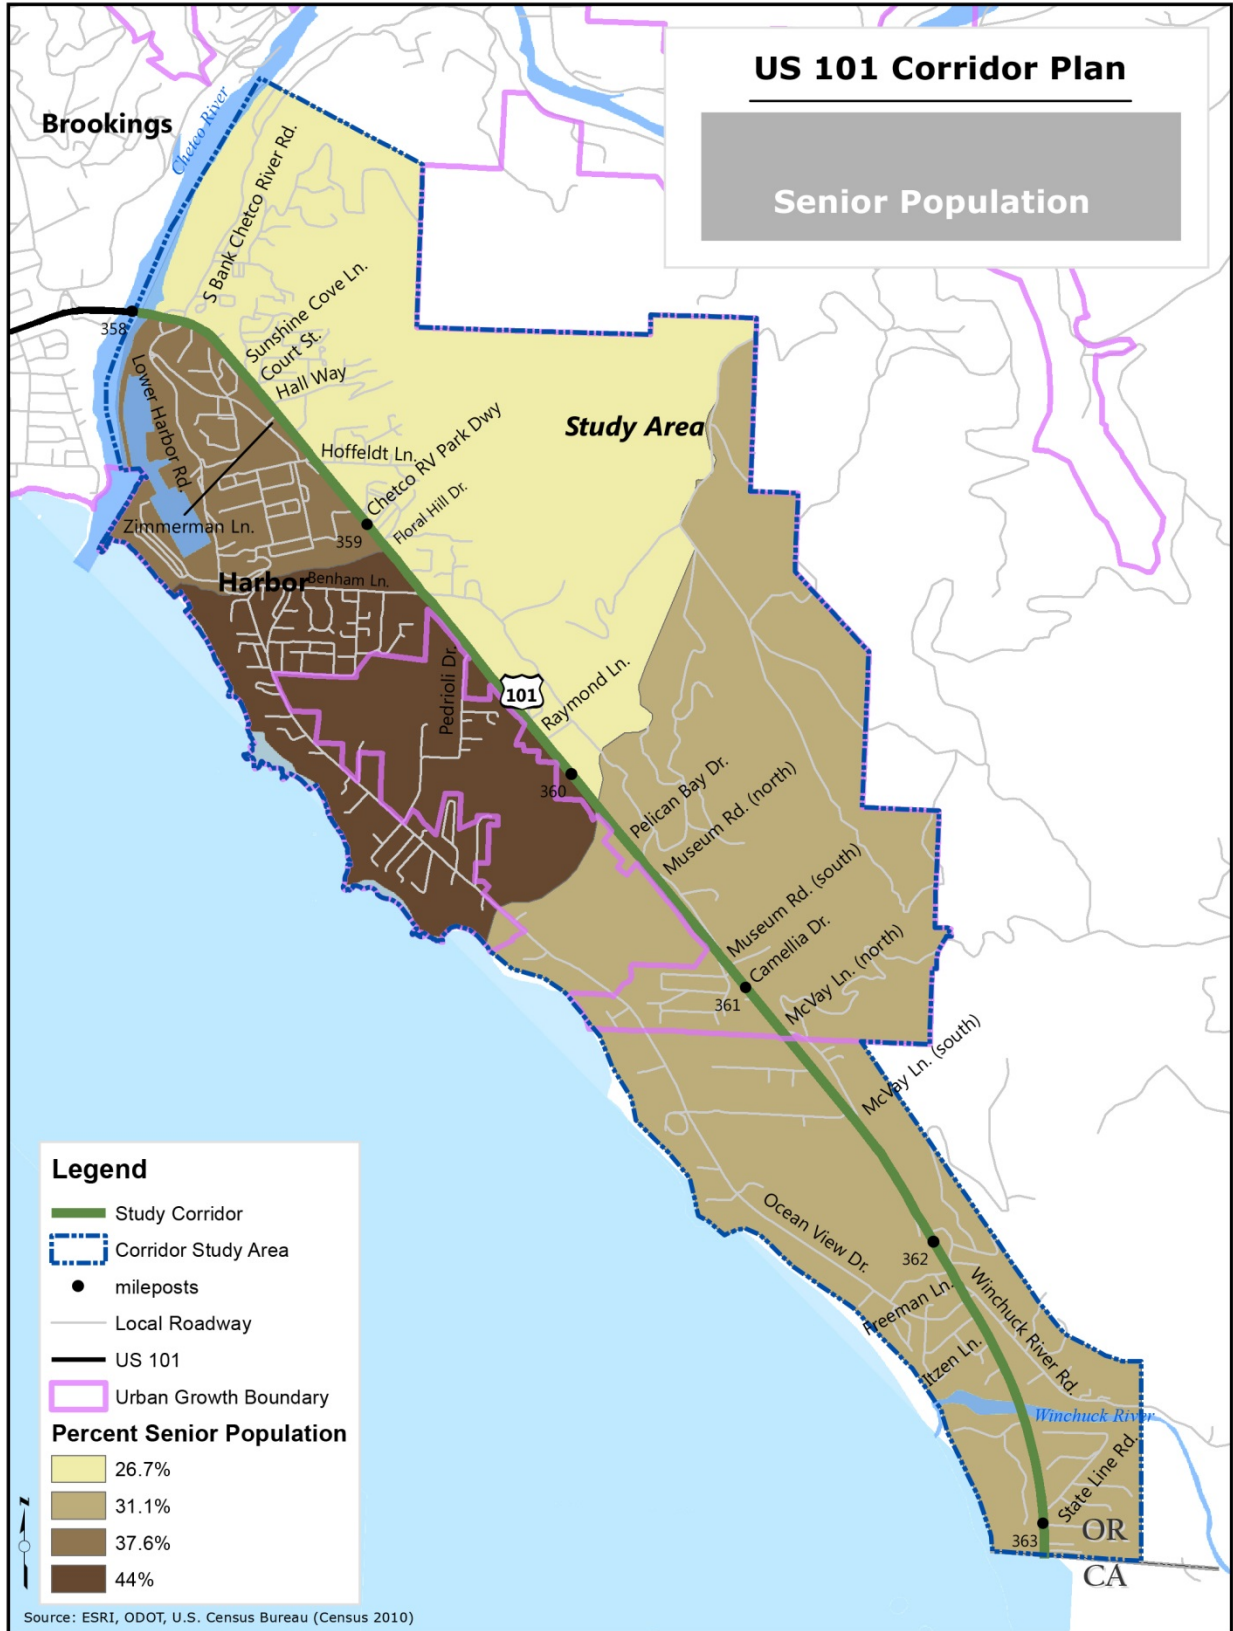 US 101 Corridor Plan
Senior Population
Brookings
Chetco River
S Bank Chetco River Rd.
358
Sunshine Cove Ln.
Court St.
Hall Way
Lower Harbor Rd.
Study Area
Hoffeldt Ln.
Chetco RV Park Dwy
Floral Hill Dr.
Zimmerman Ln.
359
Harbor
Benham Ln.
Pedrioli Dr.
101
Raymond Ln.
360
Pelican Bay Dr.
Museum Rd. (north)
Museum Rd. (south)
Camellia Dr.
361
McVay Ln. (north)
McVay Ln. (south)
Ocean View Dr.
362
Freeman Ln.
Winchuck River Rd.
Itzen Ln.
Winchuck River
State Line Rd.
363
OR
CA
Legend
Study Corridor
Corridor Study Area
mileposts
Local Roadway
US 101
Urban Growth Boundary
Percent Senior Population
26.7%
31.1%
37.6%
44%
z
Source: ESRI, ODOT, U.S. Census Bureau (Census 2010)